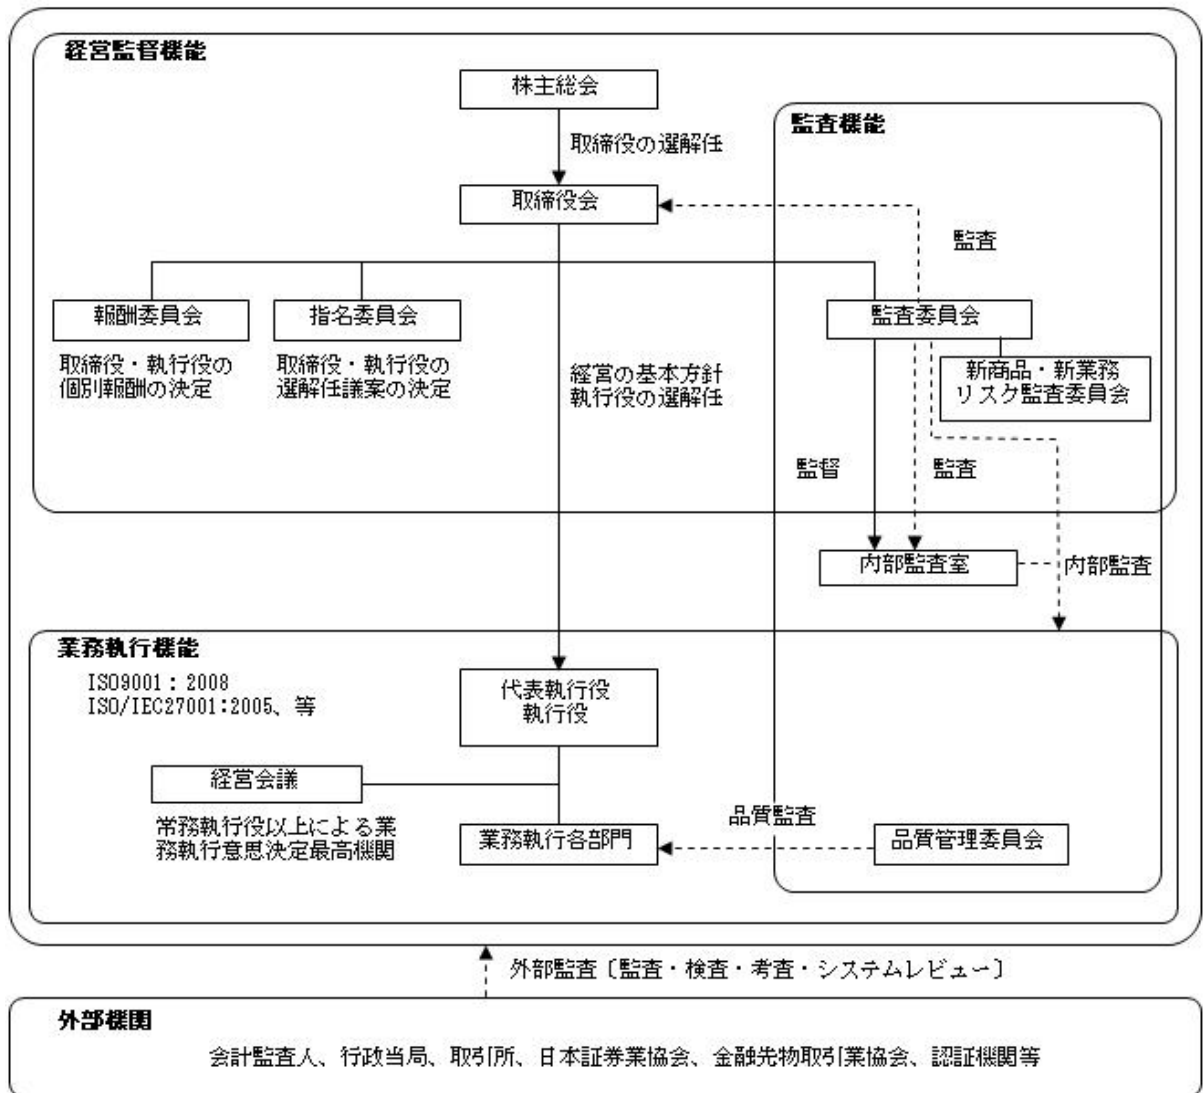 経営監督機能
株主総会
監査機能
取締役の選解任
取締役会
監査
報酬委員会
指名委員会
監査委員会
取締役・執行役の
個別報酬の決定
取締役・執行役の
選解任議案の決定
経営の基本方針
執行役の選解任
新商品・新業務
リスク監査委員会
監督
監査
内部監査室
内部監査
業務執行機能
ISO9001：2008
ISO/IEC27001:2005、等
代表執行役
執行役
経営会議
常務執行役以上による業
務執行意思決定最高機関
業務執行各部門
品質監査
品質管理委員会
外部監査〔監査・検査・考査・システムレビュー〕
外部機関
会計監査人、行政当局、取引所、日本証券業協会、金融先物取引業協会、認証機関等